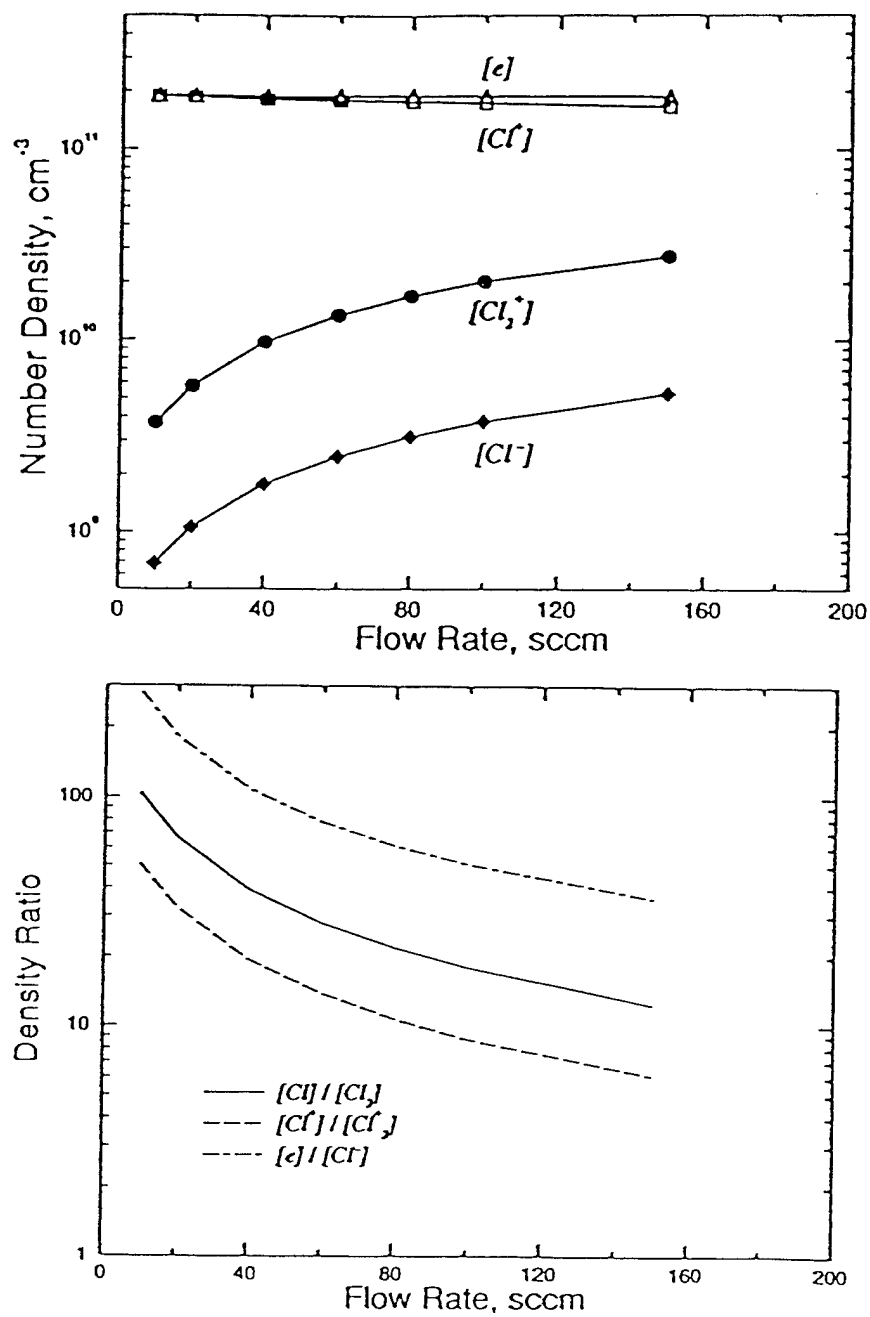 [e]
[Cl⁺]
[Cl₂⁺]
[Cl⁻]
10¹¹
10¹⁰
10⁹
Number Density, cm⁻³
0 40 80 120 160 200
Flow Rate, sccm
100
10
1
Density Ratio
[Cl] / [Cl₂]
[Cl⁺] / [Cl⁺₂]
[e] / [Cl⁻]
0 40 80 120 160 200
Flow Rate, sccm